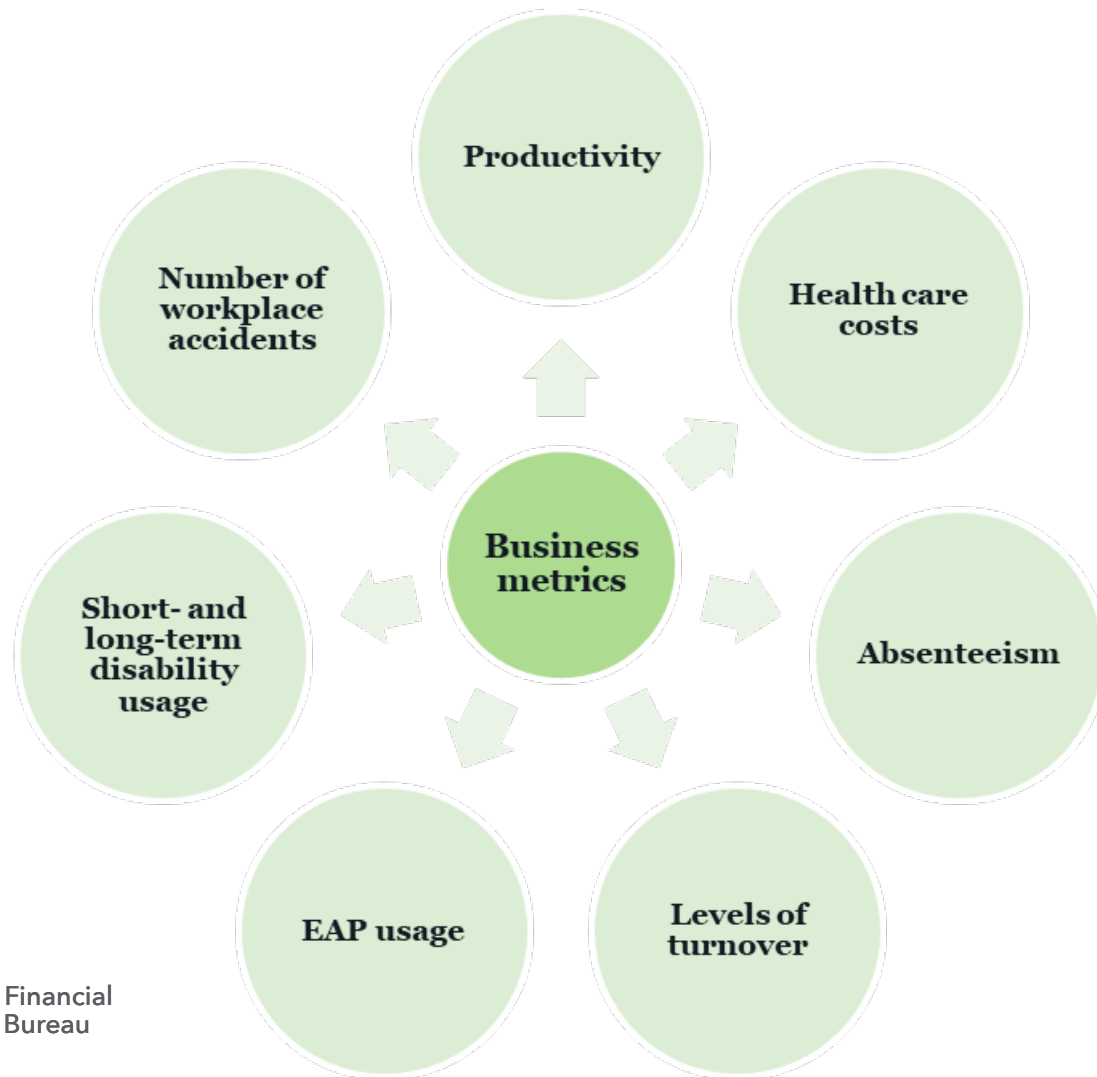 Productivity
Number of
workplace
accidents
Health care
costs
Business
metrics
Short- and
long-term
disability
usage
Absenteeism
EAP usage
Levels of
turnover
Financial
Bureau